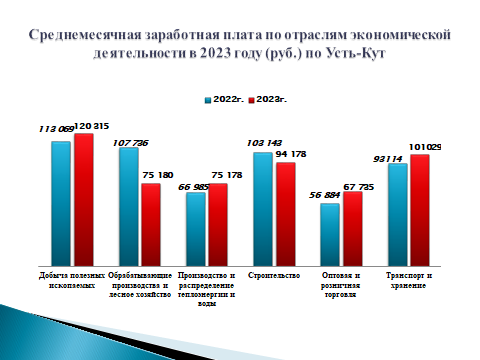 Среднемесячная заработная плата по отраслям экономической
деятельности в 2023 году (руб.) по Усть-Кут
2022г. 2023г.
113 069 120 315
107 736 75 180
66 985 75 178
103 143 94 178
56 884 67 735
93114 101029
Добыча полезных
ископаемых
Обрабатывающие
производства и
лесное хозяйство
Производство и
распределение
теплоэнергии и
воды
Строительство
Оптовая и
розничная
торговля
Транспорт и
хранение